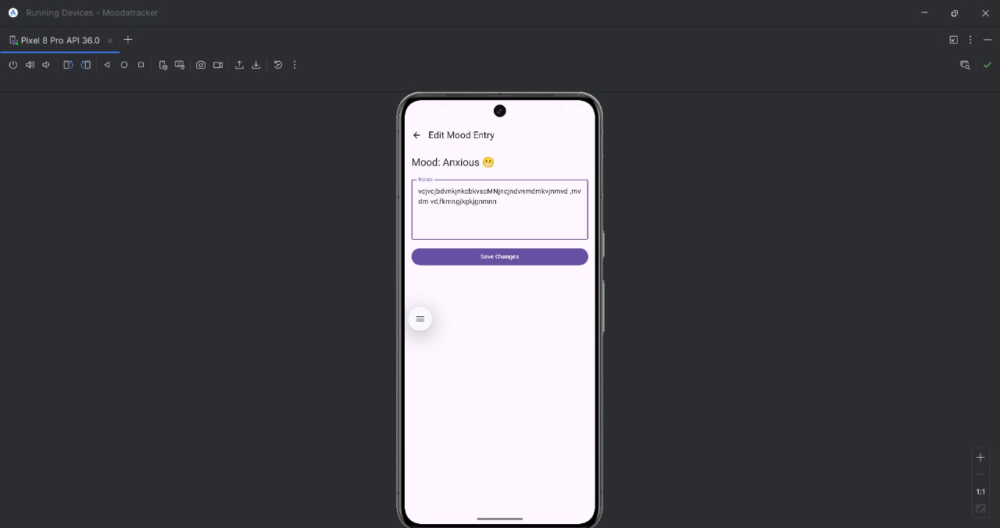 Running Devices - Moodatracker
Pixel 8 Pro API 36.0
Edit Mood Entry
Mood: Anxious 😬
Notes
vcjvcjbdvnkjnkcbkvscMNjncjndvnmdmkvjnmvd ,mv
dm vd,fkmngjkgkjgnmnn
Save Changes
1:1